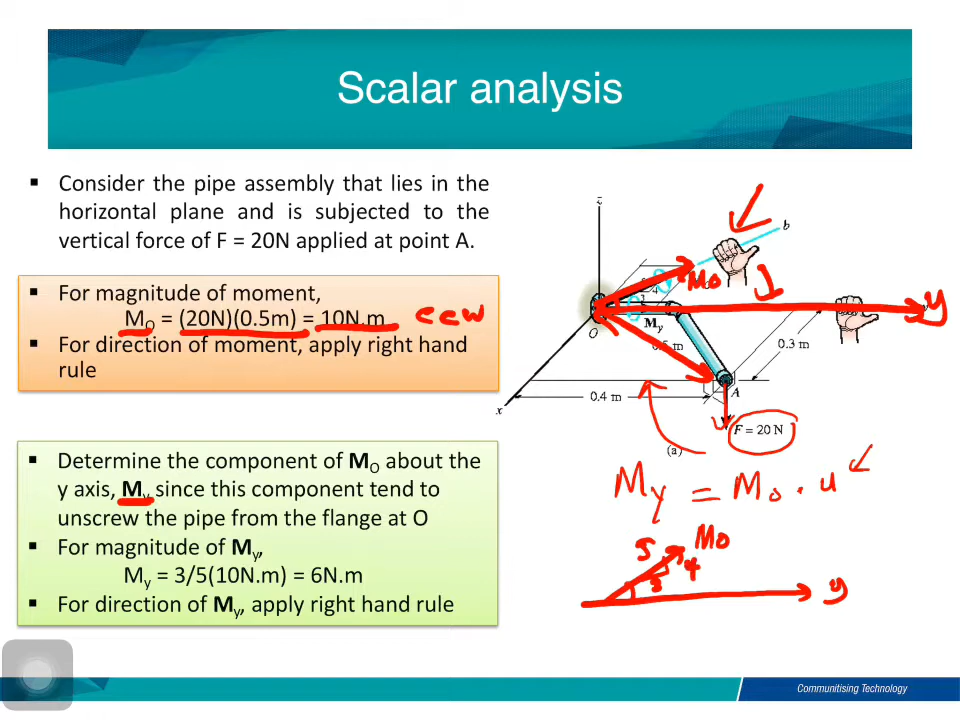 Scalar analysis
▪ Consider the pipe assembly that lies in the
horizontal plane and is subjected to the
vertical force of F = 20N applied at point A.
▪ For magnitude of moment,
M_O = (20N)(0.5m) = 10N.m ccw
▪ For direction of moment, apply right hand
rule
▪ Determine the component of M_O about the
y axis, M_y since this component tend to
unscrew the pipe from the flange at O
▪ For magnitude of M_y,
M_y = 3/5(10N.m) = 6N.m
▪ For direction of M_y, apply right hand rule
z
b
Mo
y
O
M_y
0.5 m
0.3 m
0.4 m
A
x
F = 20 N
(a)
My = Mo . u
5
Mo
4
3
y
Communitising Technology